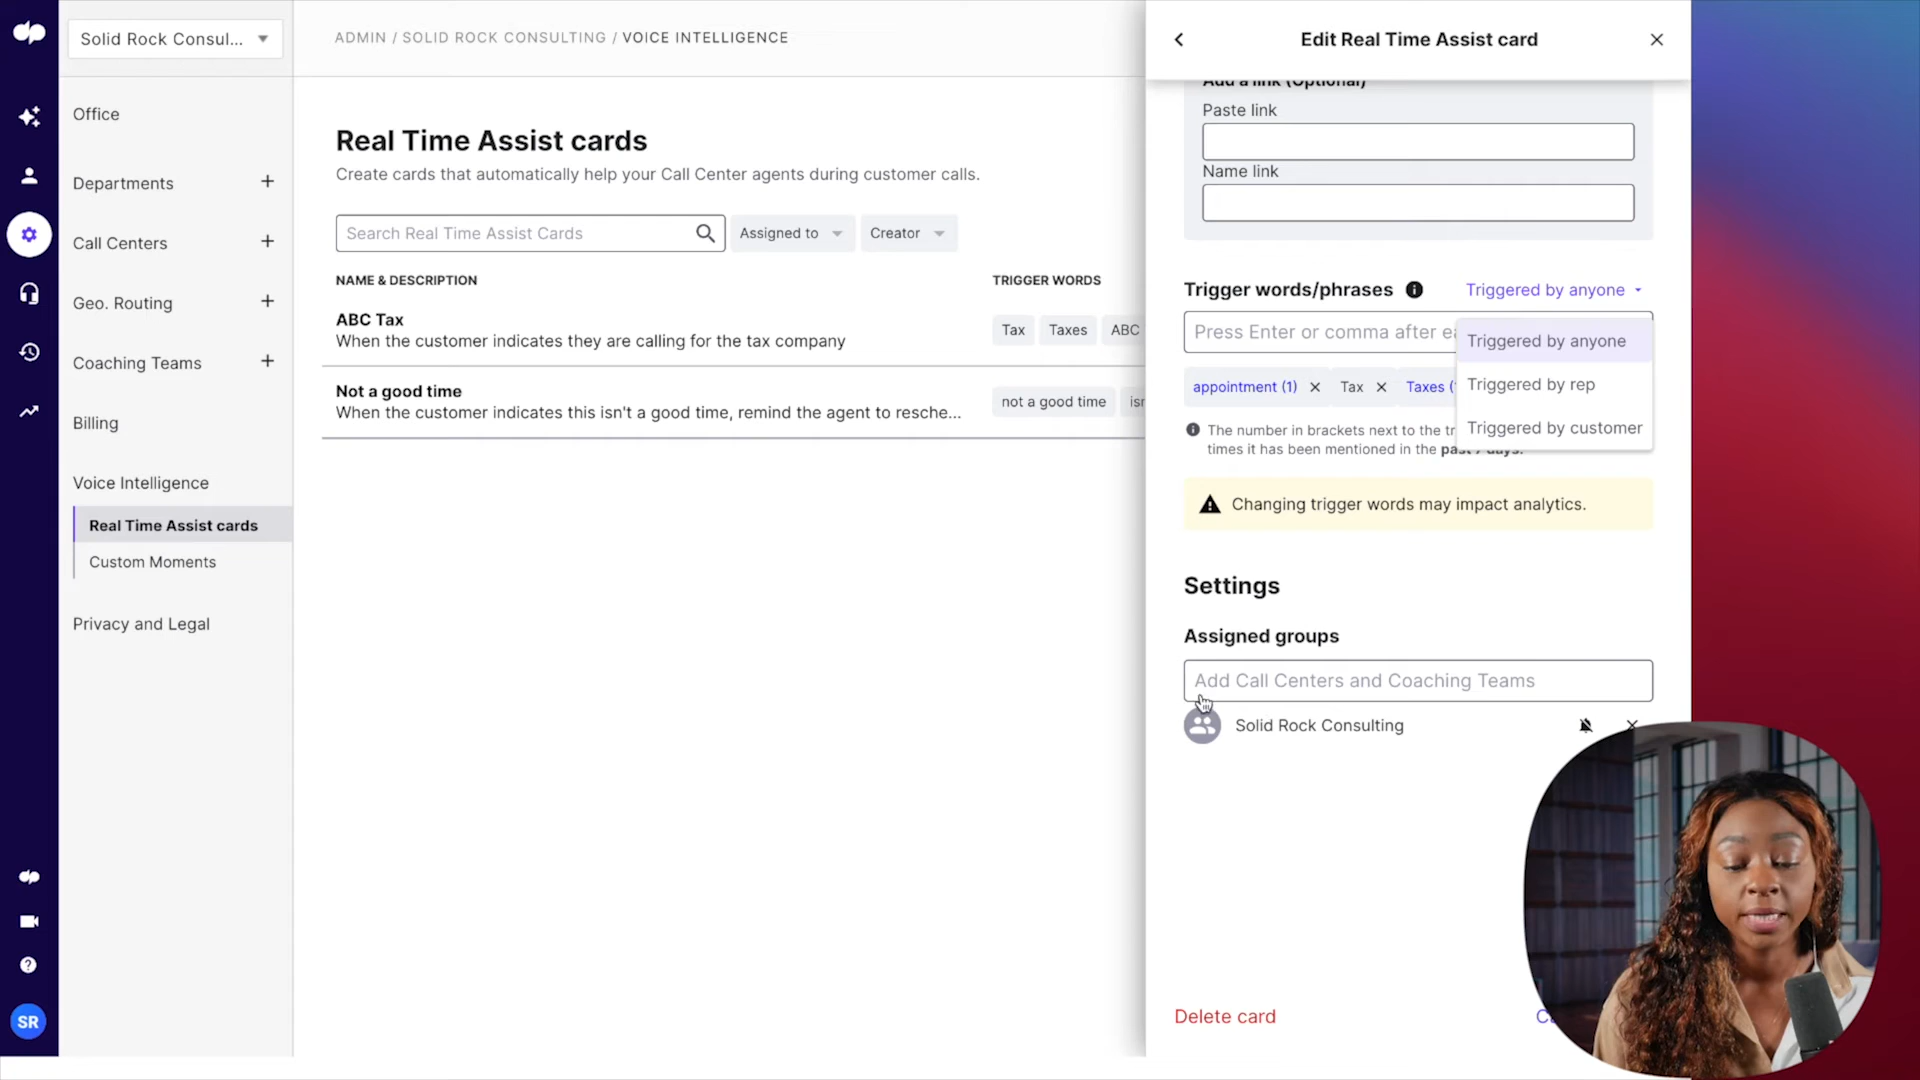 Solid Rock Consul...
ADMIN / SOLID ROCK CONSULTING / VOICE INTELLIGENCE
Office
Departments
Call Centers
Geo. Routing
Coaching Teams
Billing
Voice Intelligence
Real Time Assist cards
Custom Moments
Privacy and Legal
SR
Real Time Assist cards
Create cards that automatically help your Call Center agents during customer calls.
Search Real Time Assist Cards
Assigned to
Creator
NAME & DESCRIPTION
TRIGGER WORDS
ABC Tax
When the customer indicates they are calling for the tax company
Tax Taxes ABC
Not a good time
When the customer indicates this isn't a good time, remind the agent to resche...
not a good time
Edit Real Time Assist card
Add a link (Optional)
Paste link
Name link
Trigger words/phrases
Triggered by anyone
Press Enter or comma after
Triggered by anyone
Triggered by rep
Triggered by customer
appointment (1) Tax Taxes
The number in brackets next to the
times it has been mentioned in the past 7 days.
Changing trigger words may impact analytics.
Settings
Assigned groups
Add Call Centers and Coaching Teams
Solid Rock Consulting
Delete card